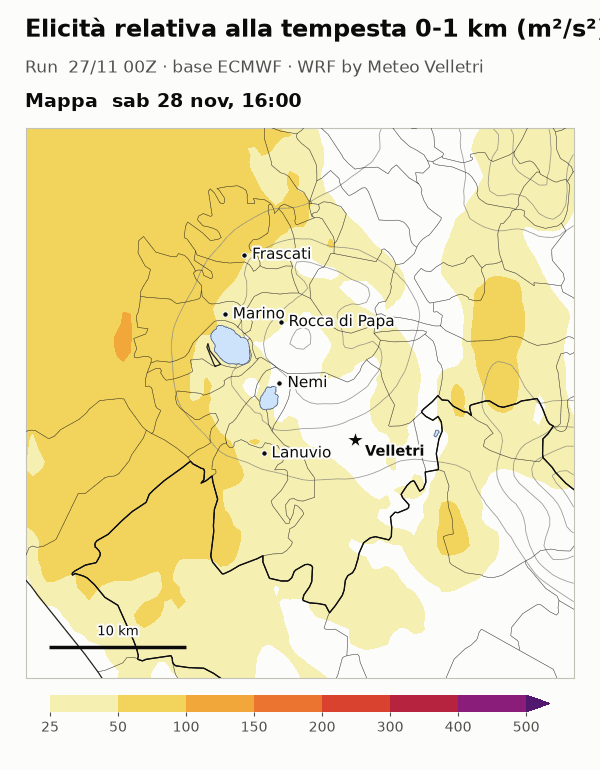 Elicità relativa alla tempesta 0-1 km (m²/s²)
Run 27/11 00Z · base ECMWF · WRF by Meteo Velletri
Mappa sab 28 nov, 16:00
Frascati
Marino
Rocca di Papa
Nemi
Velletri
Lanuvio
10 km
25 50 100 150 200 300 400 500